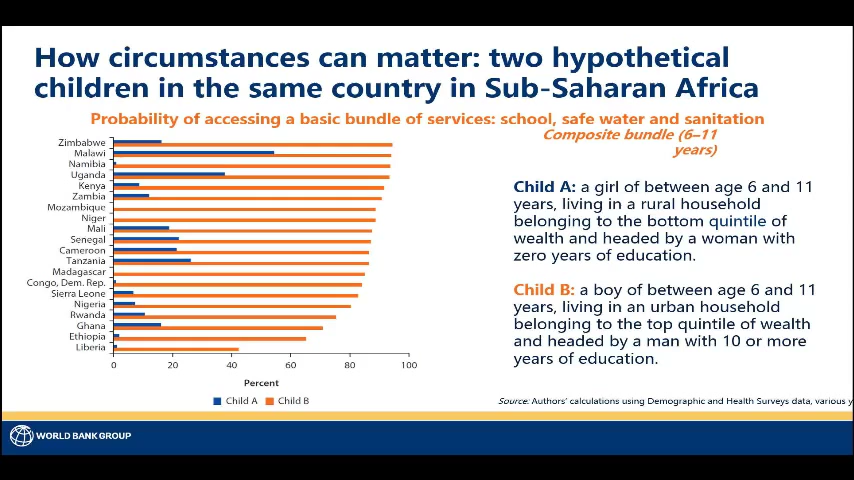 How circumstances can matter: two hypothetical
children in the same country in Sub-Saharan Africa
Probability of accessing a basic bundle of services: school, safe water and sanitation
Composite bundle (6–11
years)
Zimbabwe
Malawi
Namibia
Uganda
Kenya
Zambia
Mozambique
Niger
Mali
Senegal
Cameroon
Tanzania
Madagascar
Congo, Dem. Rep.
Sierra Leone
Nigeria
Rwanda
Ghana
Ethiopia
Liberia
0 20 40 60 80 100
Percent
Child A Child B
Child A: a girl of between age 6 and 11
years, living in a rural household
belonging to the bottom quintile of
wealth and headed by a woman with
zero years of education.
Child B: a boy of between age 6 and 11
years, living in an urban household
belonging to the top quintile of wealth
and headed by a man with 10 or more
years of education.
Source: Authors' calculations using Demographic and Health Surveys data, various y
WORLD BANK GROUP